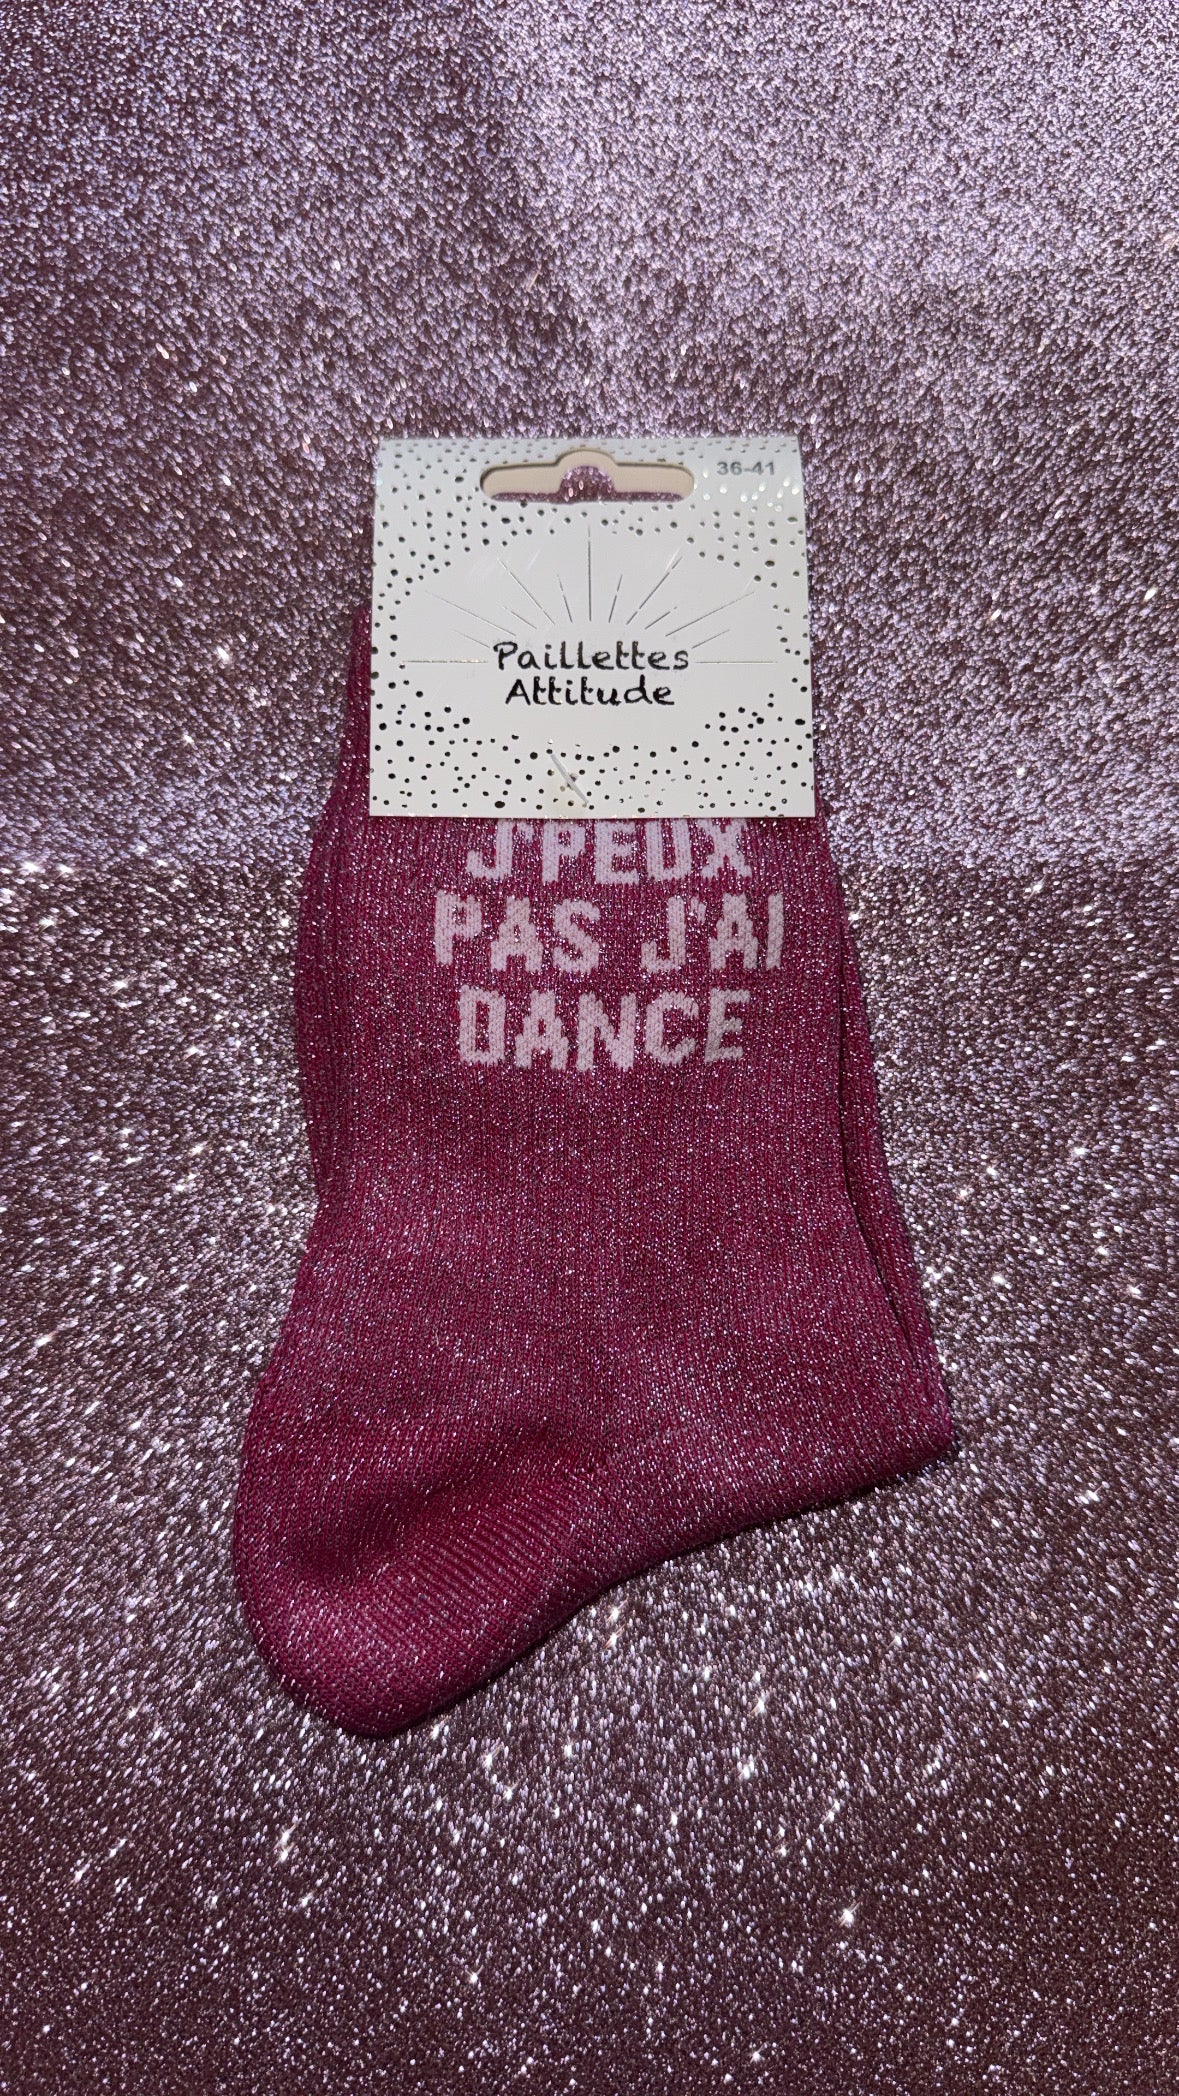 36-41
Paillettes
Attitude
J'PEUX
PAS J'AI
DANCE